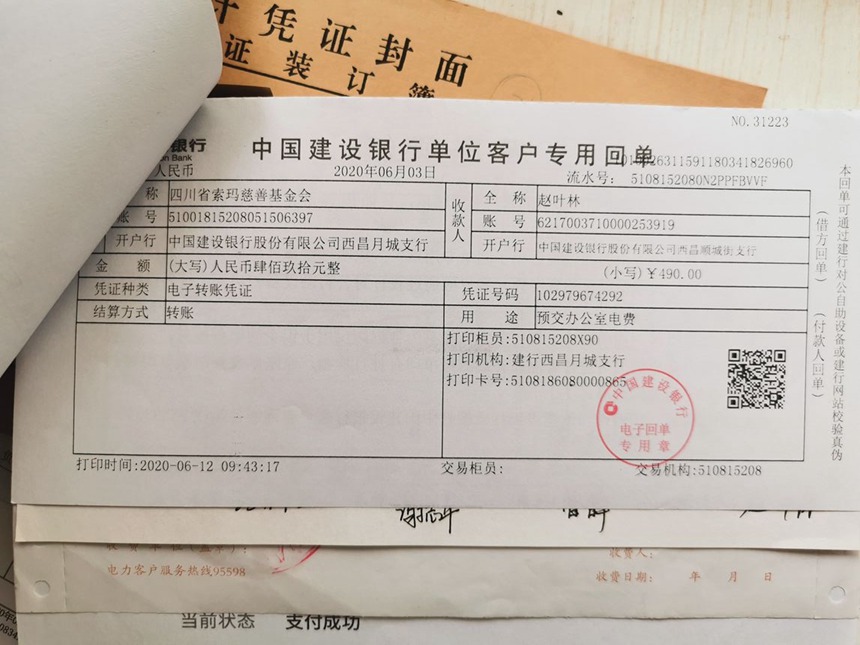 计凭证封面
证装订簿
NO.31223
银行
on Bank
中国建设银行单位客户专用回单
人民币
2020年06月03日
流水号: 5108152080N2PPFBVVF
称 四川省索玛慈善基金会
账号 51001815208051506397
开户行 中国建设银行股份有限公司西昌月城支行
收款人
全称 赵叶林
账号 6217003710000253919
开户行 中国建设银行股份有限公司西昌顺城街支行
金额 (大写)人民币肆佰玖拾元整 (小写)¥490.00
凭证种类 电子转账凭证 凭证号码 102979674292
结算方式 转账 用途 预交办公室电费
打印柜员:510815208X90
打印机构:建行西昌月城支行
打印卡号:5108186080000865
中国建设银行
电子回单
专用章
打印时间:2020-06-12 09:43:17 交易柜员: 交易机构:510815208
本回单可通过建行对公自助设备或建行网站校验真伪
(借方回单)
(付款人回单)
收费人:
电力客户服务热线95598
收费日期: 年 月 日
当前状态 支付成功